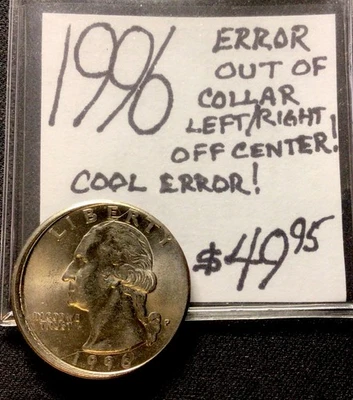 1996
ERROR
OUT OF
COLLAR
LEFT/RIGHT
OFF CENTER!
COOL ERROR!
$49.95
LIBERTY
IN GOD WE
TRUST
P
1996